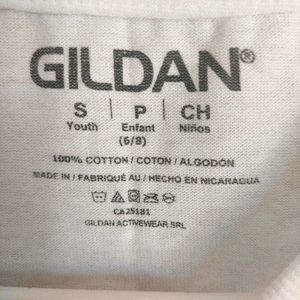 GILDAN®
S | P | CH
Youth Enfant Niños
(6/8)
100% COTTON / COTON / ALGODÓN
MADE IN / FABRIQUÉ AU / HECHO EN NICARAGUA
CA25181
GILDAN ACTIVEWEAR SRL